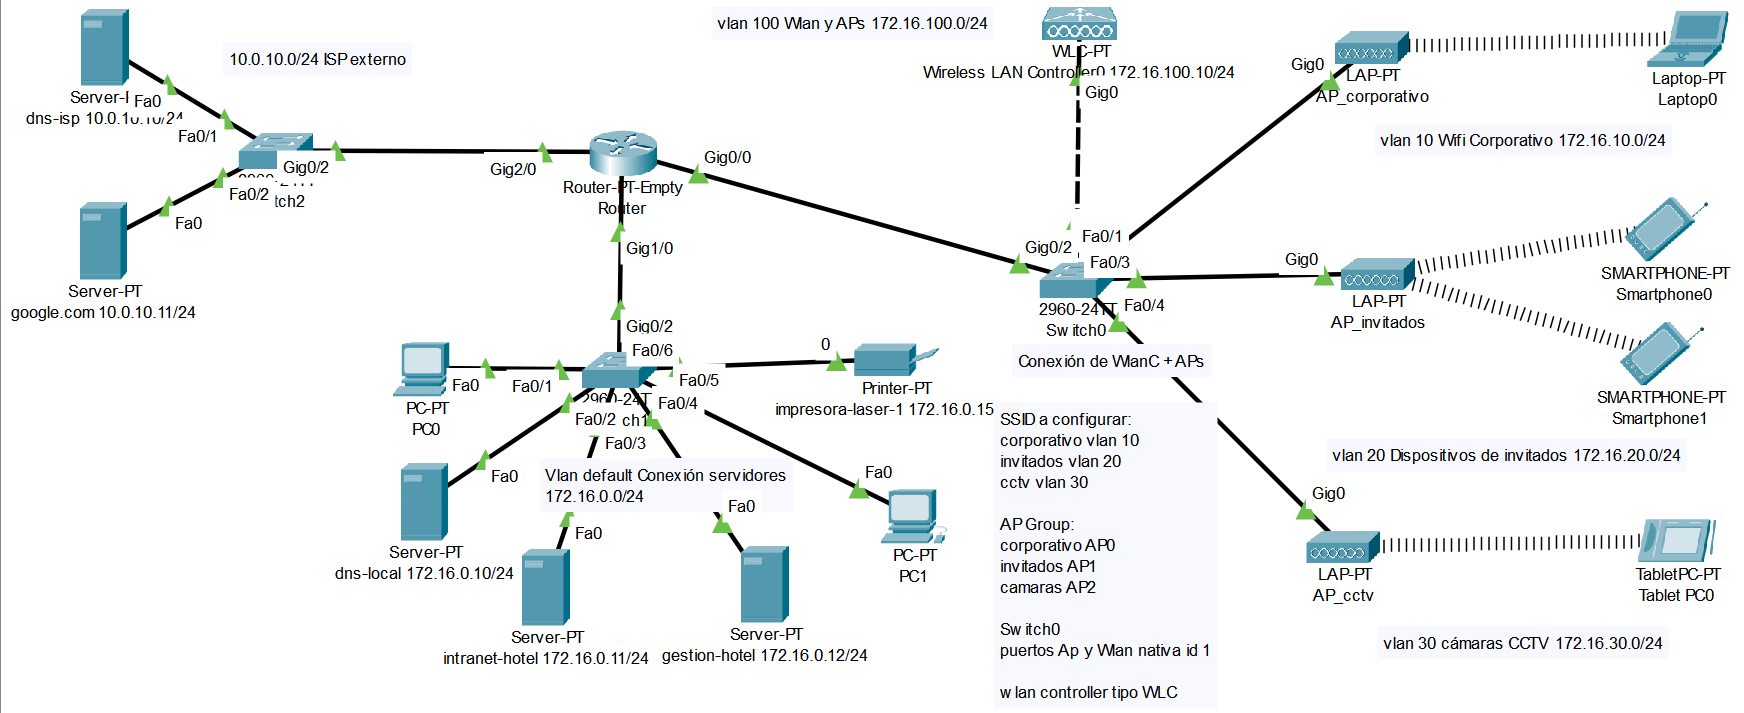 vlan 100 Wlan y APs 172.16.100.0/24
10.0.10.0/24 ISP externo
Fa0
dns-isp 10.0.10.10/24
Fa0/1
Gig0/2
Fa0/2
Fa0
Server-PT
google.com 10.0.10.11/24
Gig2/0
Gig0/0
Router-PT-Empty
Router
Gig1/0
Gig0/2
Fa0/6
Fa0/5
Fa0/4
Fa0/2
Fa0/3
Fa0/1
Fa0
PC-PT
PC0
0
Printer-PT
impresora-laser-1 172.16.0.15
Vlan default Conexión servidores
172.16.0.0/24
Fa0
Server-PT
dns-local 172.16.0.10/24
Fa0
Server-PT
intranet-hotel 172.16.0.11/24
Fa0
Server-PT
gestion-hotel 172.16.0.12/24
Fa0
PC-PT
PC1
WLC-PT
Wireless LAN Controller0 172.16.100.10/24
Gig0
Gig0/2
Fa0/1
Fa0/3
Fa0/4
2960-24TT
Switch0
Conexión de WlanC + APs
SSID a configurar:
corporativo vlan 10
invitados vlan 20
cctv vlan 30
AP Group:
corporativo AP0
invitados AP1
camaras AP2
Switch0
puertos Ap y Wlan nativa id 1
wlan controller tipo WLC
Gig0
LAP-PT
AP_corporativo
Laptop-PT
Laptop0
vlan 10 Wifi Corporativo 172.16.10.0/24
Gig0
LAP-PT
AP_invitados
SMARTPHONE-PT
Smartphone0
SMARTPHONE-PT
Smartphone1
vlan 20 Dispositivos de invitados 172.16.20.0/24
Gig0
LAP-PT
AP_cctv
TabletPC-PT
Tablet PC0
vlan 30 cámaras CCTV 172.16.30.0/24